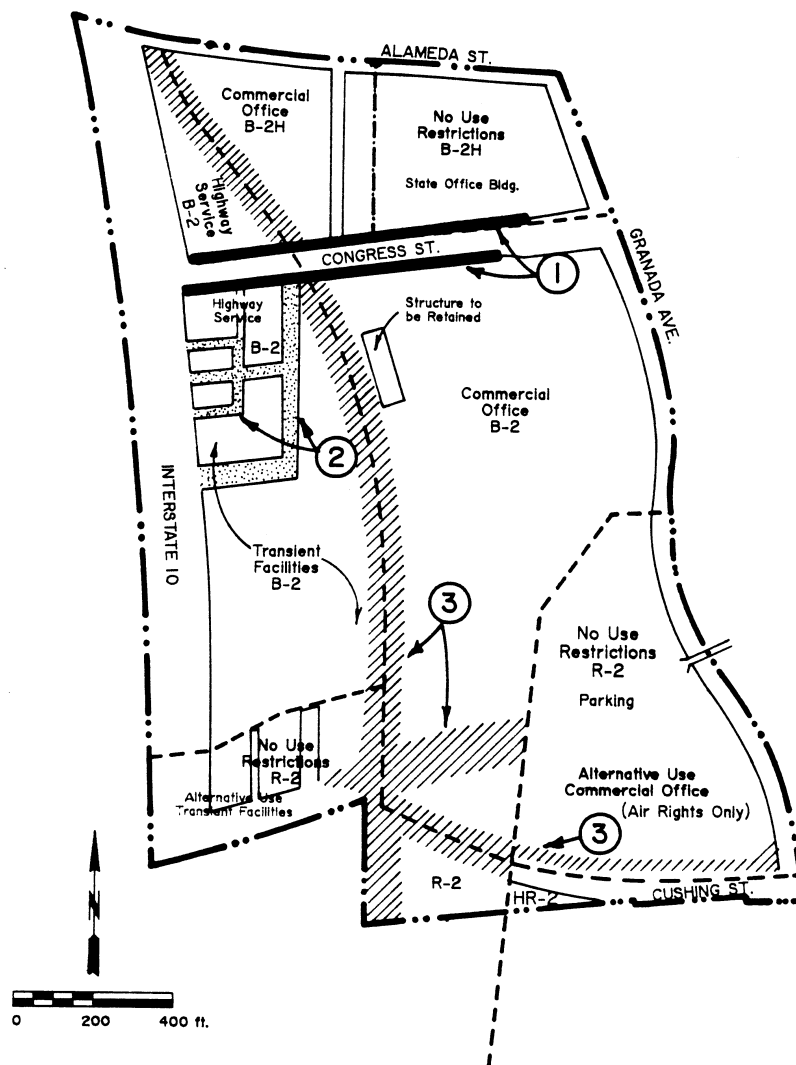 ALAMEDA ST.
Commercial
Office
B-2H
No Use
Restrictions
B-2H
State Office Bldg.
Highway
Service
B-2
CONGRESS ST.
GRANADA AVE.
1
Highway
Service
B-2
Structure to
be Retained
Commercial
Office
B-2
2
INTERSTATE 10
Transient
Facilities
B-2
3
No Use
Restrictions
R-2
Parking
No Use
Restrictions
R-2
Alternative Use
Transient Facilities
Alternative Use
Commercial Office
(Air Rights Only)
3
R-2
HR-2
CUSHING ST.
N
0 200 400 ft.